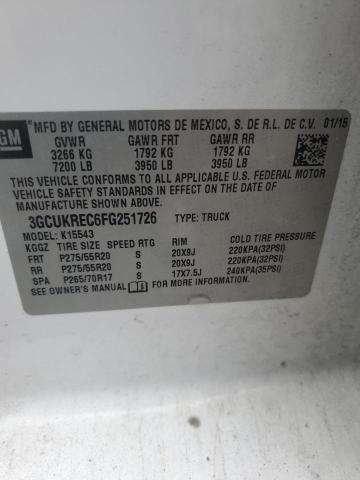 GM
MFD BY GENERAL MOTORS DE MEXICO, S. DE R.L. DE C.V. 01/15
GVWR GAWR FRT GAWR RR
3266 KG 1792 KG 1792 KG
7200 LB 3950 LB 3950 LB
THIS VEHICLE CONFORMS TO ALL APPLICABLE U.S. FEDERAL MOTOR
VEHICLE SAFETY STANDARDS IN EFFECT ON THE DATE OF
MANUFACTURE SHOWN ABOVE.
3GCUKREC6FG251726 TYPE: TRUCK
MODEL: K15543
KGGZ TIRE SIZE SPEED RTG RIM COLD TIRE PRESSURE
FRT P275/55R20 S 20X9J 220KPA(32PSI)
RR P275/55R20 S 20X9J 220KPA(32PSI)
SPA P265/70R17 S 17X7.5J 240KPA(35PSI)
SEE OWNER'S MANUAL FOR MORE INFORMATION.